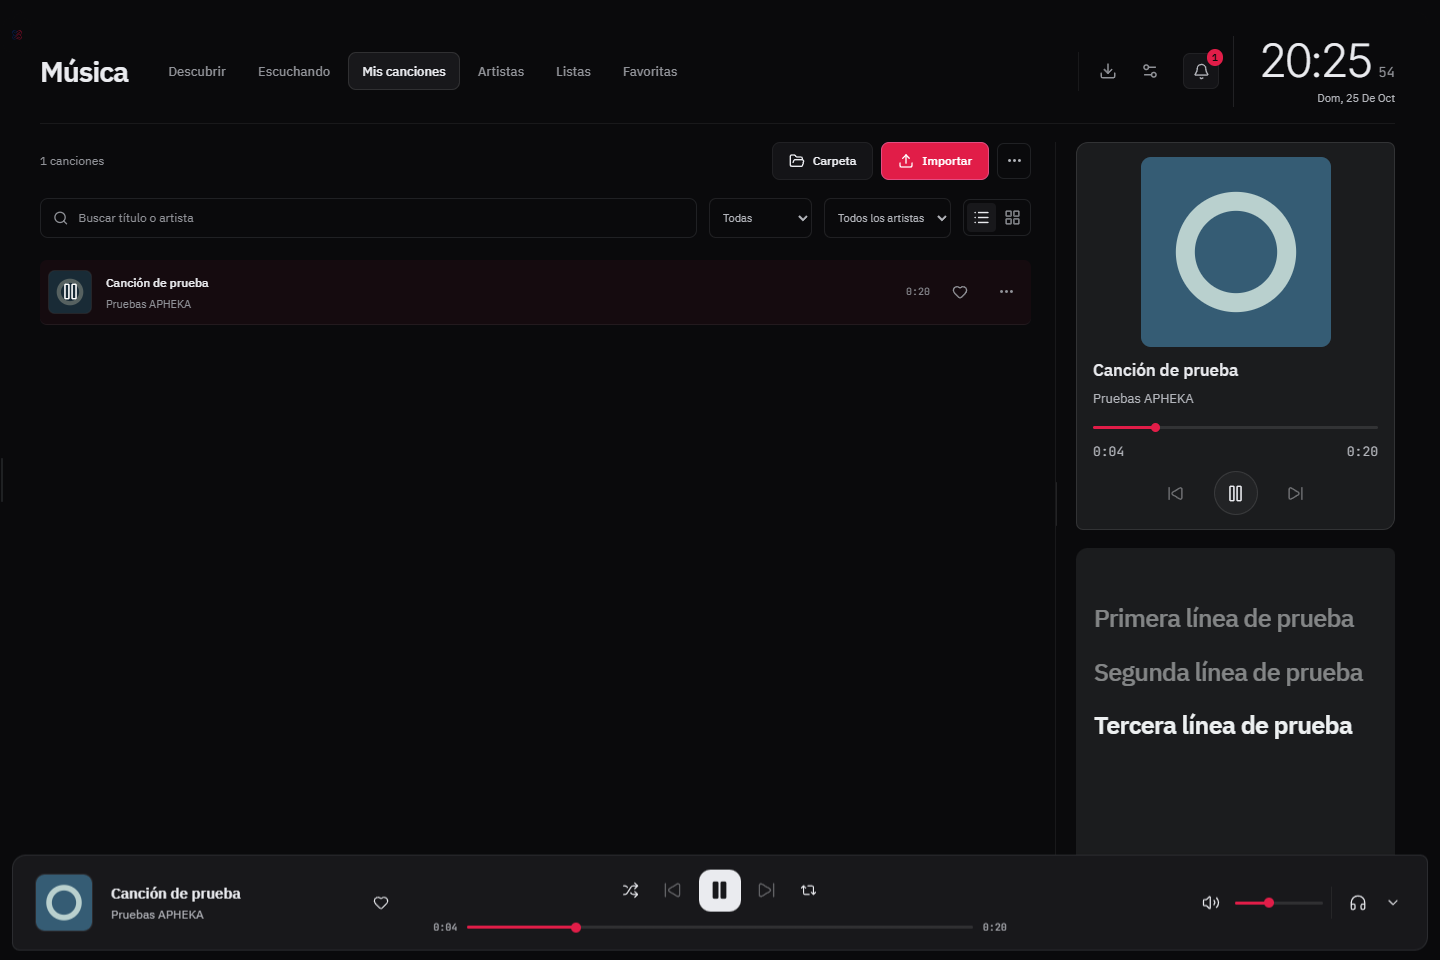 Música
Descubrir
Escuchando
Mis canciones
Artistas
Listas
Favoritas
1
20:25 54
Dom, 25 De Oct
1 canciones
Carpeta
Importar
Buscar título o artista
Todas
Todos los artistas
Canción de prueba
Pruebas APHEKA
0:20
Canción de prueba
Pruebas APHEKA
0:04
0:20
Primera línea de prueba
Segunda línea de prueba
Tercera línea de prueba
Canción de prueba
Pruebas APHEKA
0:04
0:20